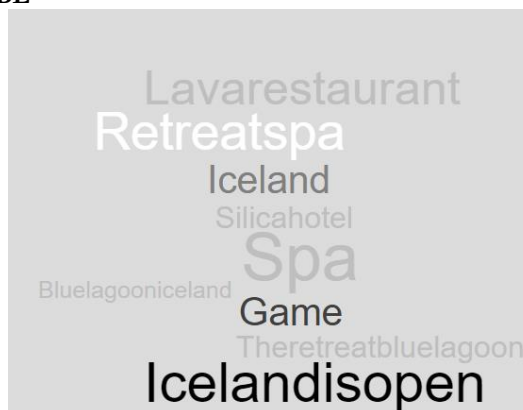 Lavarestaurant
Retreatspa
Iceland
Silicahotel
Spa
Bluelagooniceland
Game
Theretreatbluelagoon
Icelandisopen